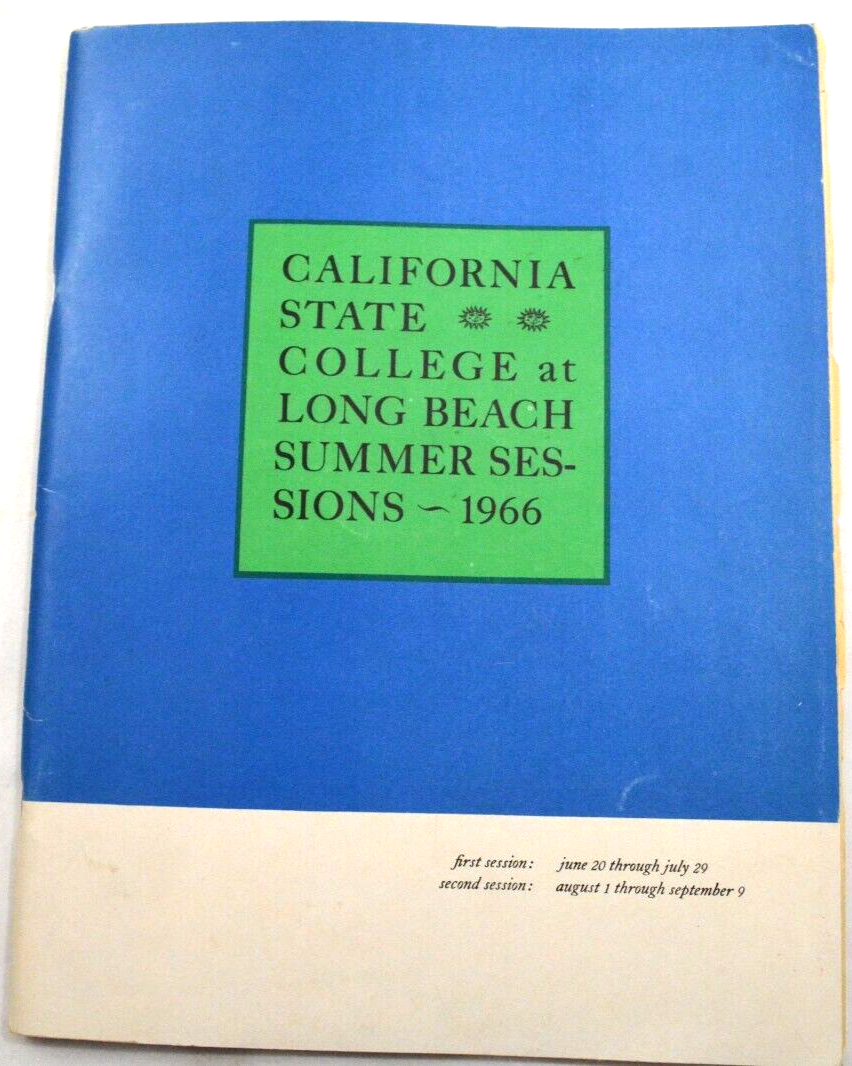 CALIFORNIA
STATE
COLLEGE at
LONG BEACH
SUMMER SES-
SIONS ~ 1966
first session: june 20 through july 29
second session: august 1 through september 9